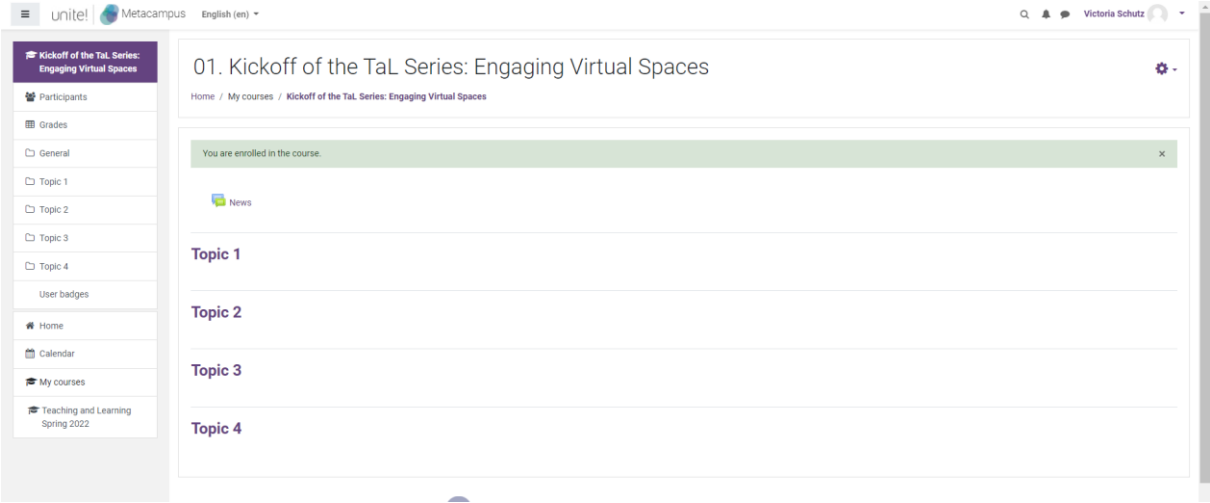 unite! Metacampus English (en) Victoria Schutz
Kickoff of the TaL Series:
Engaging Virtual Spaces
Participants
Grades
General
Topic 1
Topic 2
Topic 3
Topic 4
User badges
Home
Calendar
My courses
Teaching and Learning
Spring 2022
01. Kickoff of the TaL Series: Engaging Virtual Spaces
Home / My courses / Kickoff of the TaL Series: Engaging Virtual Spaces
You are enrolled in the course. ×
News
Topic 1
Topic 2
Topic 3
Topic 4